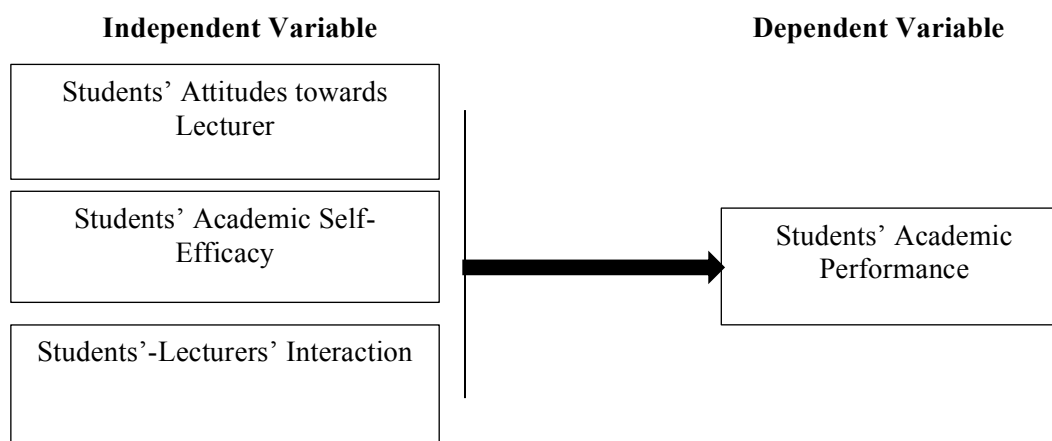 Independent Variable
Dependent Variable
Students’ Attitudes towards
Lecturer
Students’ Academic Self-
Efficacy
Students’-Lecturers’ Interaction
Students’ Academic
Performance